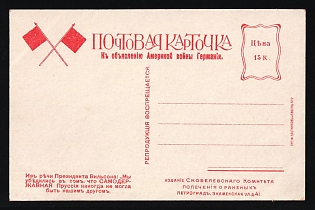 ПОЧТОВАЯ КАРТОЧКА
Къ объявленію Америкой войны Германіи.
Цѣна
15 к.
РЕПРОДУКЦІЯ ВОСПРЕЩАЕТСЯ.
Изъ рѣчи Президента Вильсона: „Мы
убѣдились въ томъ что САМОДЕР-
ЖАВНАЯ Пруссія никогда не могла
быть нашимъ другомъ.
ИЗДАНІЕ СКОБЕЛЕВСКАГО КОМИТЕТА
ПОПЕЧЕНІЯ О РАНЕНЫХЪ
ПЕТРОГРАДЪ, ЗНАМЕНСКАЯ УЛ. Д. 41.